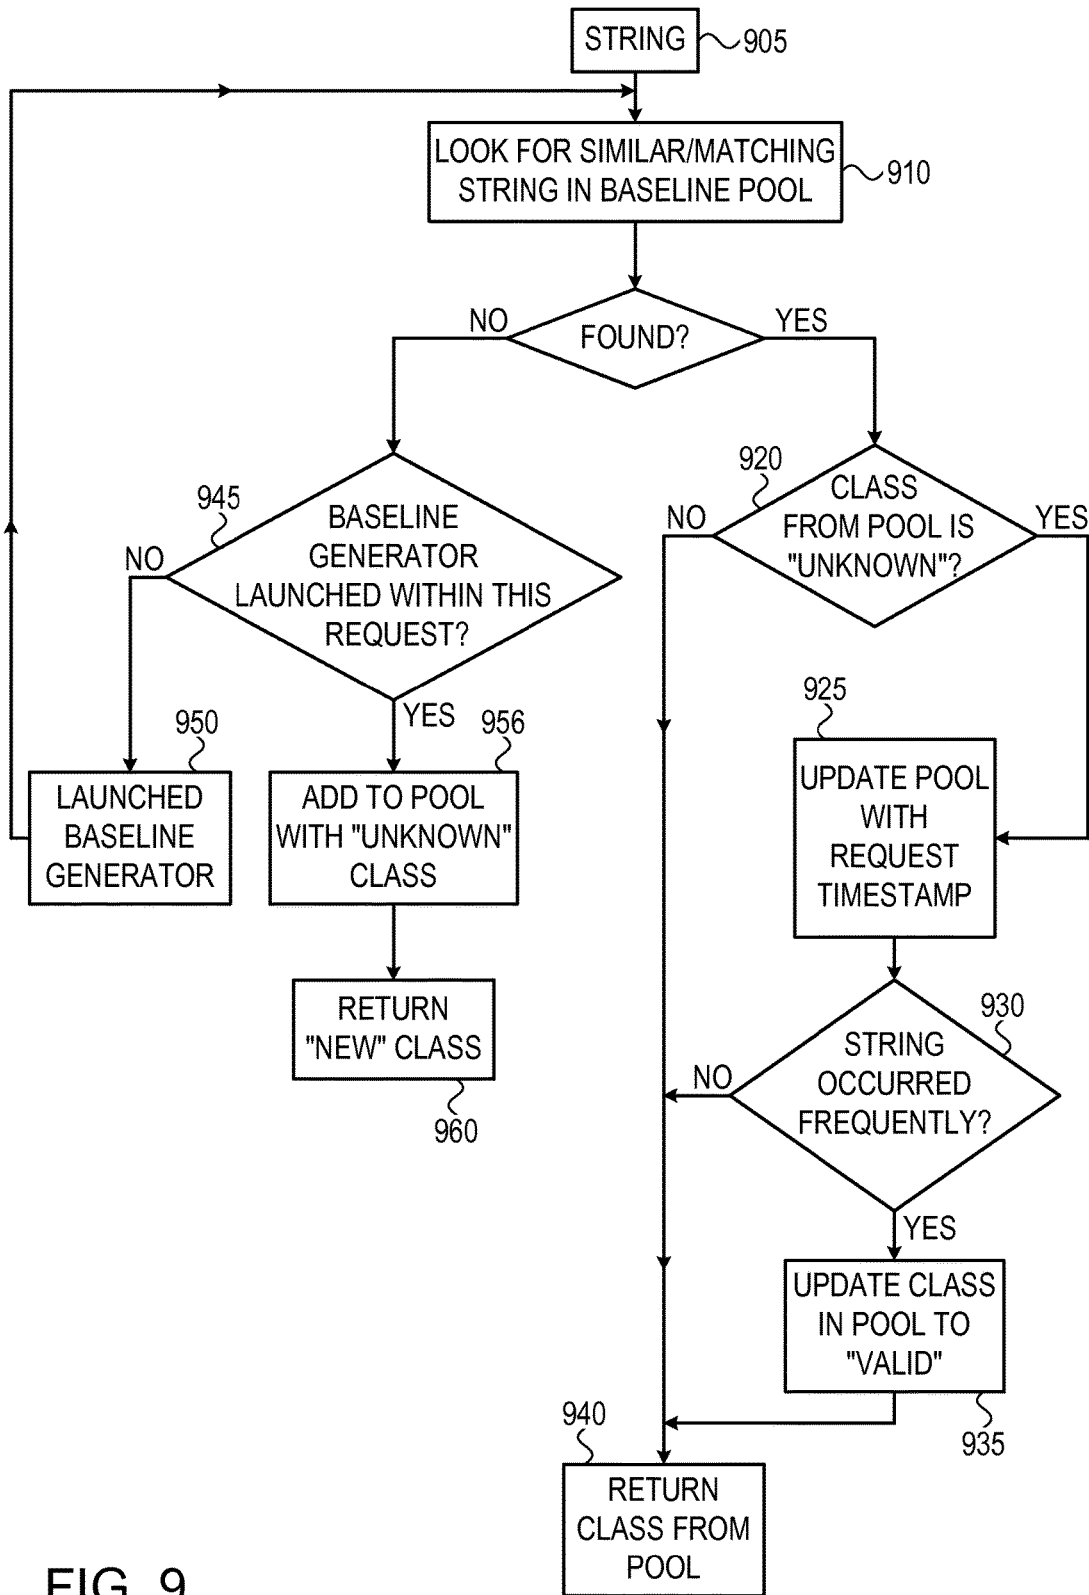 STRING
905
LOOK FOR SIMILAR/MATCHING
STRING IN BASELINE POOL
910
NO
FOUND?
YES
945
NO
BASELINE
GENERATOR
LAUNCHED WITHIN THIS
REQUEST?
YES
920
NO
CLASS
FROM POOL IS
"UNKNOWN"?
YES
950
LAUNCHED
BASELINE
GENERATOR
956
ADD TO POOL
WITH "UNKNOWN"
CLASS
RETURN
"NEW" CLASS
960
925
UPDATE POOL
WITH
REQUEST
TIMESTAMP
930
NO
STRING
OCCURRED
FREQUENTLY?
YES
UPDATE CLASS
IN POOL TO
"VALID"
935
940
RETURN
CLASS FROM
POOL
FIG. 9